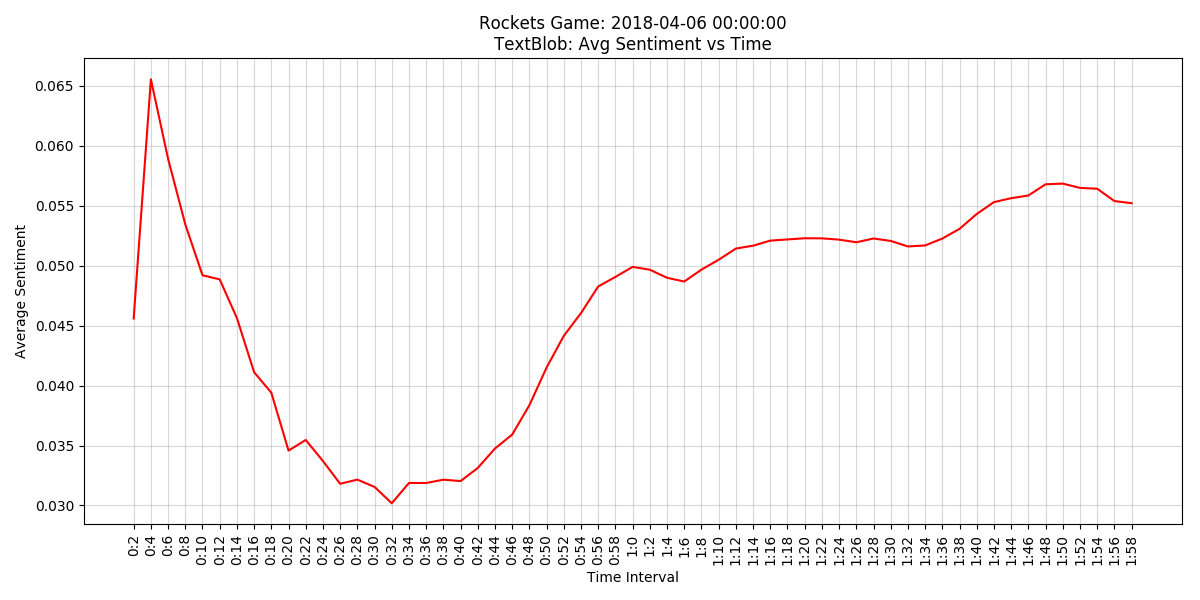 Rockets Game: 2018-04-06 00:00:00
TextBlob: Avg Sentiment vs Time
Average Sentiment
0.065
0.060
0.055
0.050
0.045
0.040
0.035
0.030
0:2 0:4 0:6 0:8 0:10 0:12 0:14 0:16 0:18 0:20 0:22 0:24 0:26 0:28 0:30 0:32 0:34 0:36 0:38 0:40 0:42 0:44 0:46 0:48 0:50 0:52 0:54 0:56 0:58 1:0 1:2 1:4 1:6 1:8 1:10 1:12 1:14 1:16 1:18 1:20 1:22 1:24 1:26 1:28 1:30 1:32 1:34 1:36 1:38 1:40 1:42 1:44 1:46 1:48 1:50 1:52 1:54 1:56 1:58
Time Interval